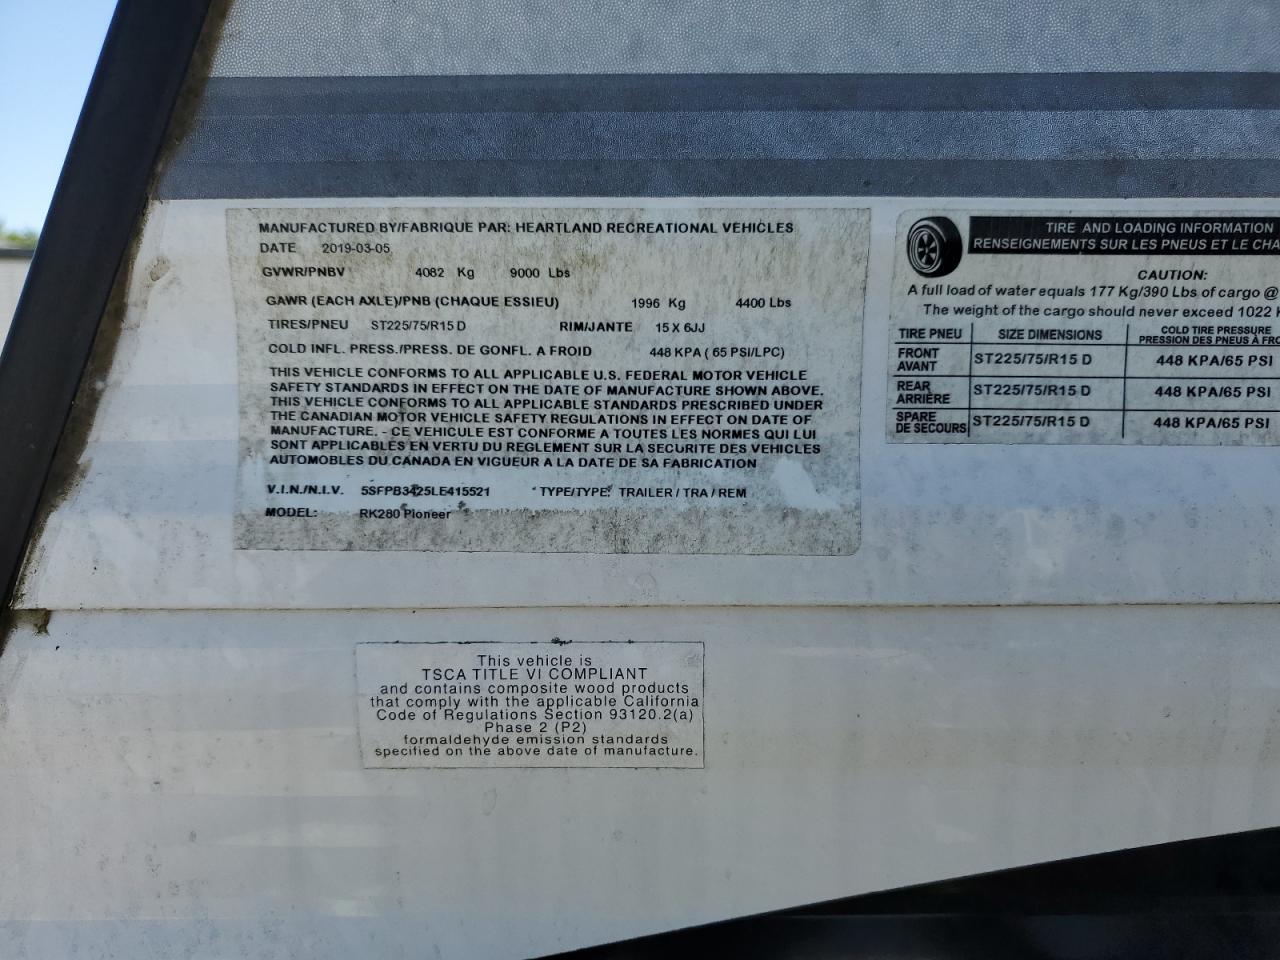 MANUFACTURED BY/FABRIQUE PAR: HEARTLAND RECREATIONAL VEHICLES
DATE 2019-03-05
GVWR/PNBV 4082 Kg 9000 Lbs
GAWR (EACH AXLE)/PNB (CHAQUE ESSIEU) 1996 Kg 4400 Lbs
TIRES/PNEU ST225/75/R15 D RIM/JANTE 15 X 6JJ
COLD INFL. PRESS./PRESS. DE GONFL. A FROID 448 KPA ( 65 PSI/LPC)
THIS VEHICLE CONFORMS TO ALL APPLICABLE U.S. FEDERAL MOTOR VEHICLE
SAFETY STANDARDS IN EFFECT ON THE DATE OF MANUFACTURE SHOWN ABOVE.
THIS VEHICLE CONFORMS TO ALL APPLICABLE STANDARDS PRESCRIBED UNDER
THE CANADIAN MOTOR VEHICLE SAFETY REGULATIONS IN EFFECT ON DATE OF
MANUFACTURE. - CE VEHICULE EST CONFORME A TOUTES LES NORMES QUI LUI
SONT APPLICABLES EN VERTU DU REGLEMENT SUR LA SECURITE DES VEHICLES
AUTOMOBLES DU CANADA EN VIGUEUR A LA DATE DE SA FABRICATION
V.I.N./N.I.V. 5SFPB3425LE415521 TYPE/TYPE: TRAILER / TRA / REM
MODEL: RK280 Pioneer
TIRE AND LOADING INFORMATION
RENSEIGNEMENTS SUR LES PNEUS ET LE CHA
CAUTION:
A full load of water equals 177 Kg/390 Lbs of cargo @
The weight of the cargo should never exceed 1022 K
TIRE PNEU SIZE DIMENSIONS COLD TIRE PRESSURE
PRESSION DES PNEUS À FRO
FRONT
AVANT ST225/75/R15 D 448 KPA/65 PSI
REAR
ARRIÈRE ST225/75/R15 D 448 KPA/65 PSI
SPARE
DE SECOURS ST225/75/R15 D 448 KPA/65 PSI
This vehicle is
TSCA TITLE VI COMPLIANT
and contains composite wood products
that comply with the applicable California
Code of Regulations Section 93120.2(a)
Phase 2 (P2)
formaldehyde emission standards
specified on the above date of manufacture.